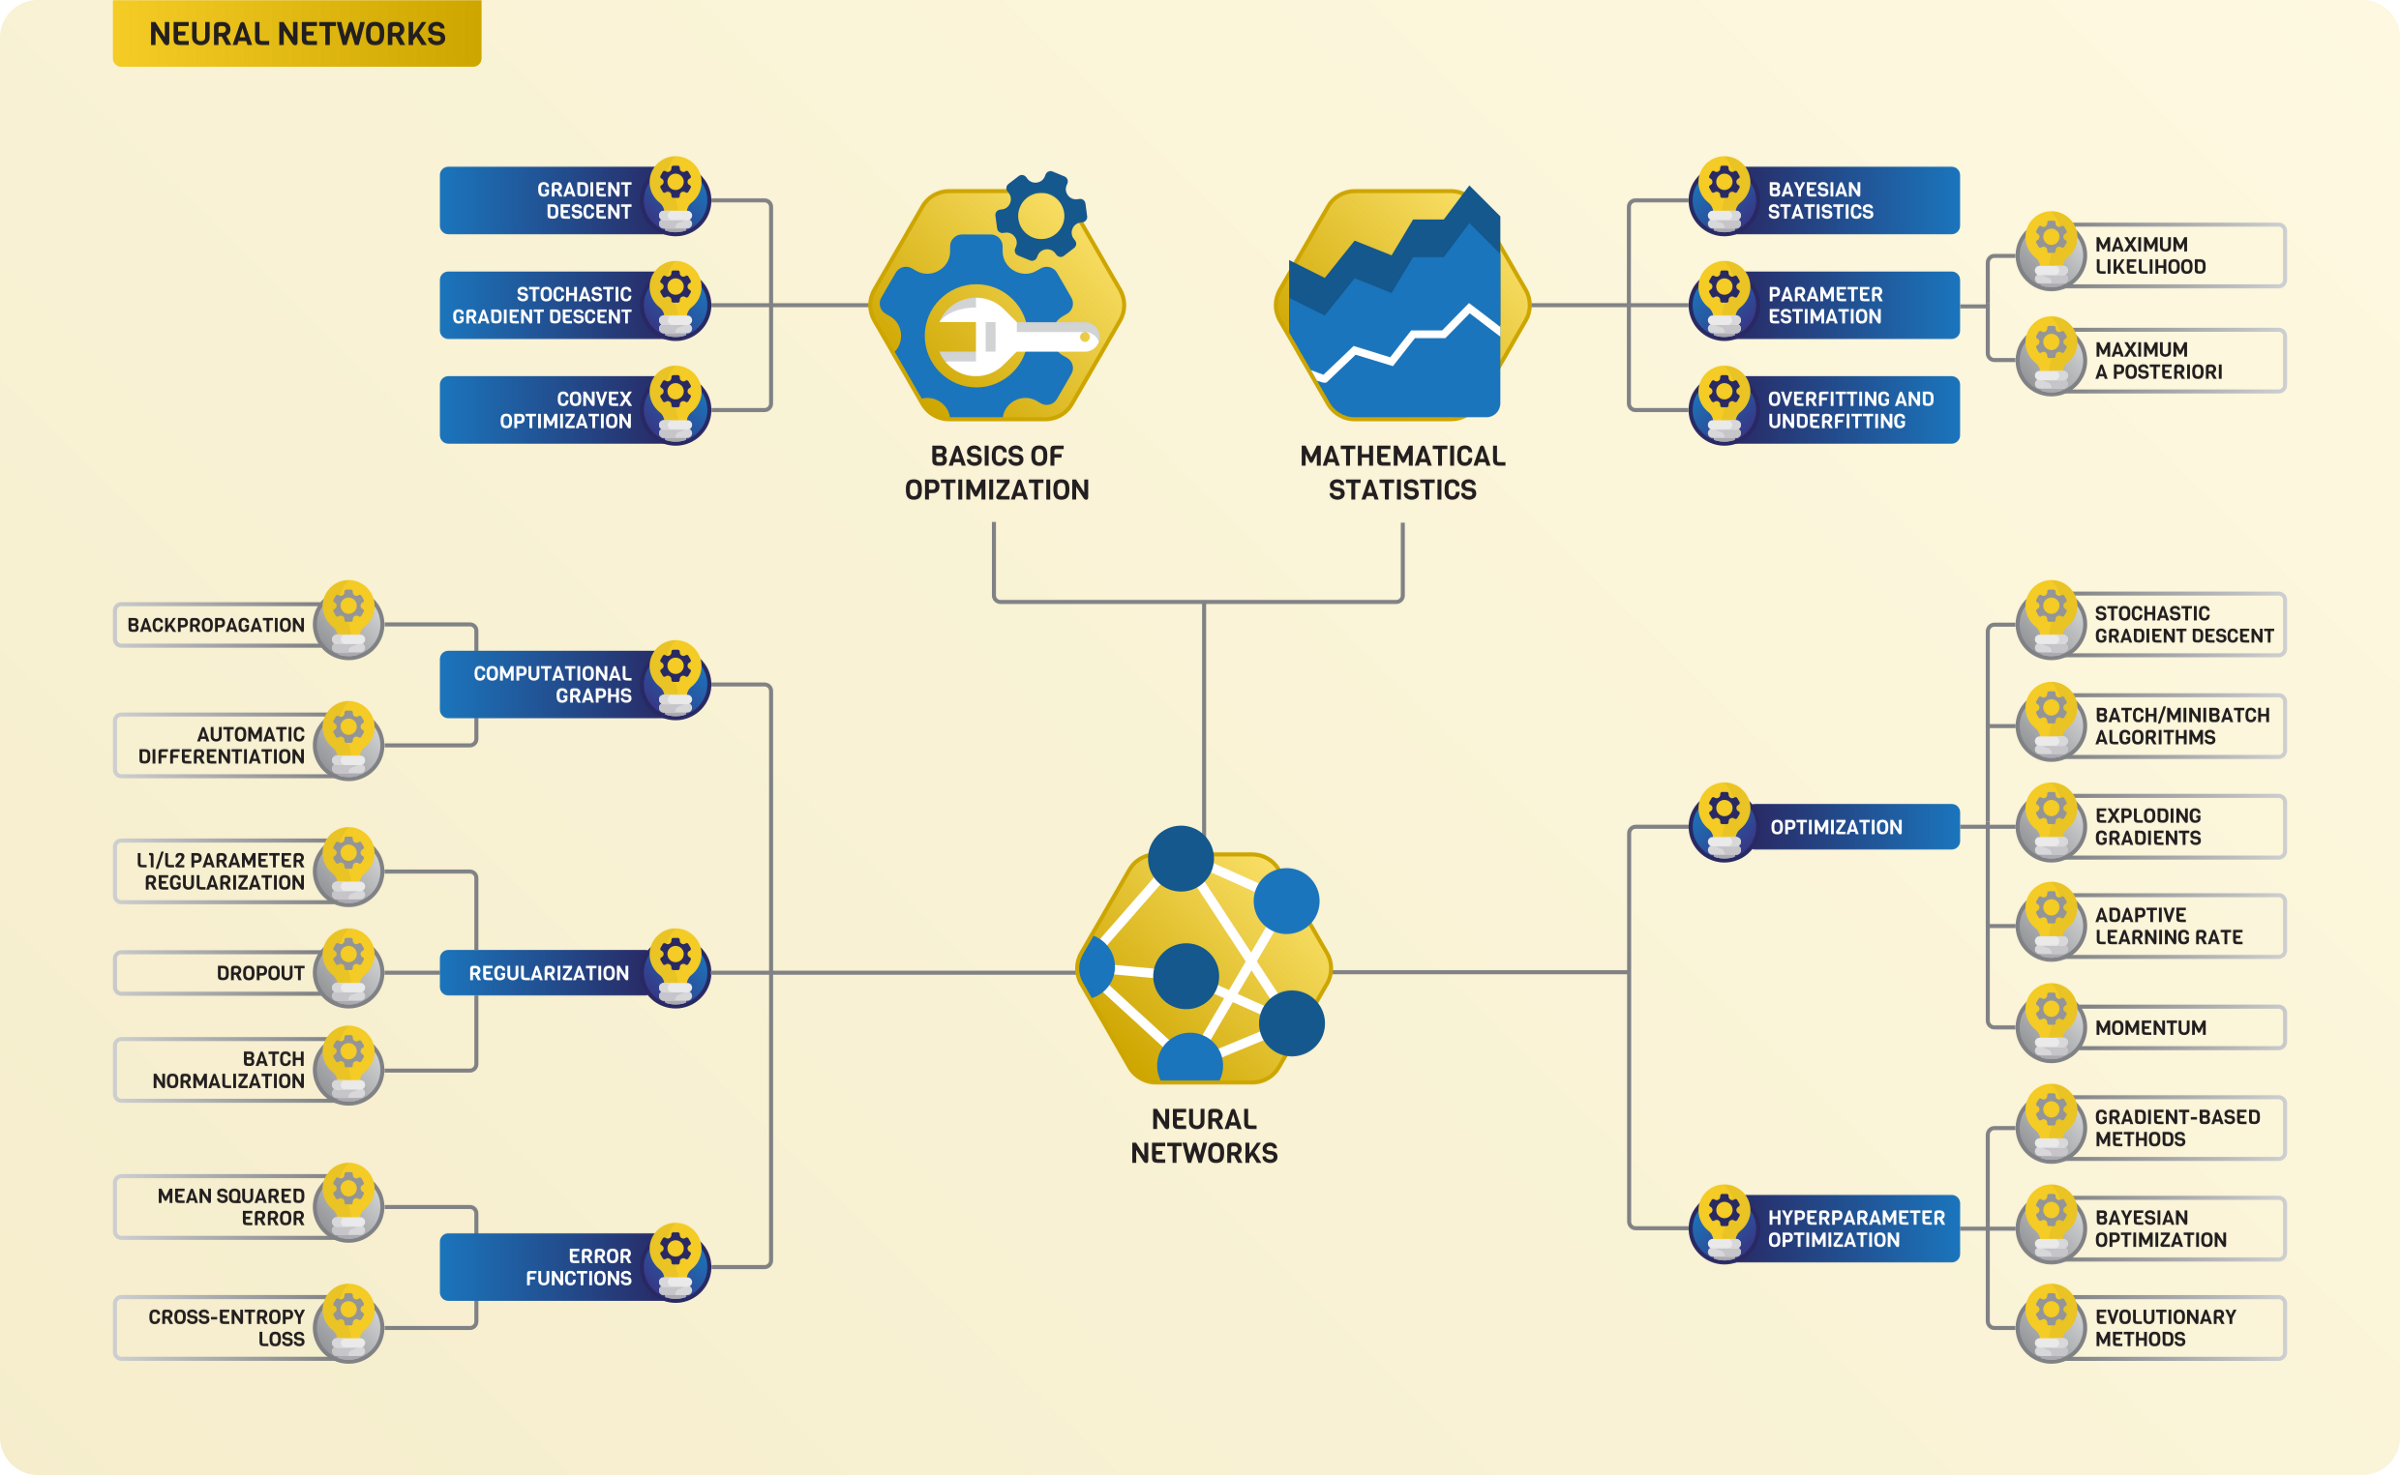 NEURAL NETWORKS
GRADIENT
DESCENT
STOCHASTIC
GRADIENT DESCENT
CONVEX
OPTIMIZATION
BASICS OF
OPTIMIZATION
MATHEMATICAL
STATISTICS
BAYESIAN
STATISTICS
PARAMETER
ESTIMATION
OVERFITTING AND
UNDERFITTING
MAXIMUM
LIKELIHOOD
MAXIMUM
A POSTERIORI
BACKPROPAGATION
AUTOMATIC
DIFFERENTIATION
COMPUTATIONAL
GRAPHS
L1/L2 PARAMETER
REGULARIZATION
DROPOUT
BATCH
NORMALIZATION
REGULARIZATION
MEAN SQUARED
ERROR
CROSS-ENTROPY
LOSS
ERROR
FUNCTIONS
NEURAL
NETWORKS
OPTIMIZATION
STOCHASTIC
GRADIENT DESCENT
BATCH/MINIBATCH
ALGORITHMS
EXPLODING
GRADIENTS
ADAPTIVE
LEARNING RATE
MOMENTUM
HYPERPARAMETER
OPTIMIZATION
GRADIENT-BASED
METHODS
BAYESIAN
OPTIMIZATION
EVOLUTIONARY
METHODS